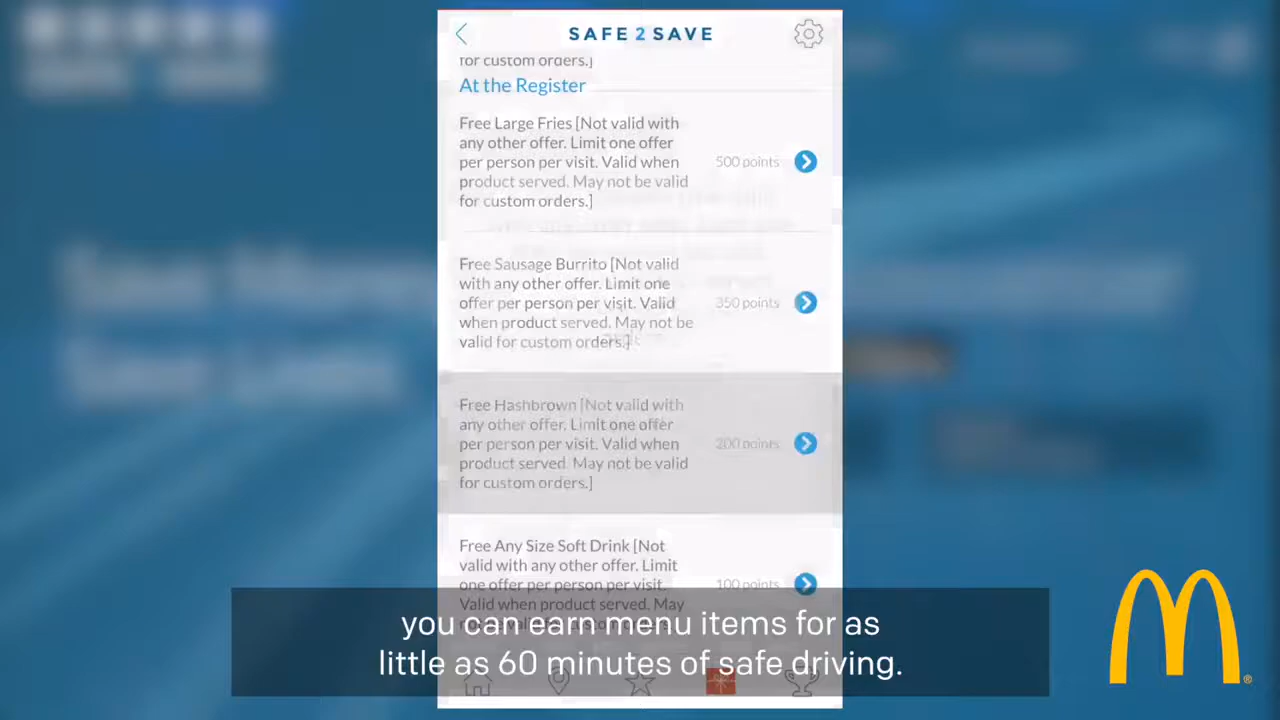 SAFE 2 SAVE
for custom orders.]
At the Register
Free Large Fries [Not valid with
any other offer. Limit one offer
per person per visit. Valid when
product served. May not be valid
for custom orders.]
500 points
Free Sausage Burrito [Not valid
with any other offer. Limit one
offer per person per visit. Valid
when product served. May not be
valid for custom orders.]
350 points
Free Hashbrown [Not valid with
any other offer. Limit one offer
per person per visit. Valid when
product served. May not be valid
for custom orders.]
200 points
Free Any Size Soft Drink [Not
valid with any other offer. Limit
one offer per person per visit.
Valid when product served. May
100 points
you can earn menu items for as
little as 60 minutes of safe driving.